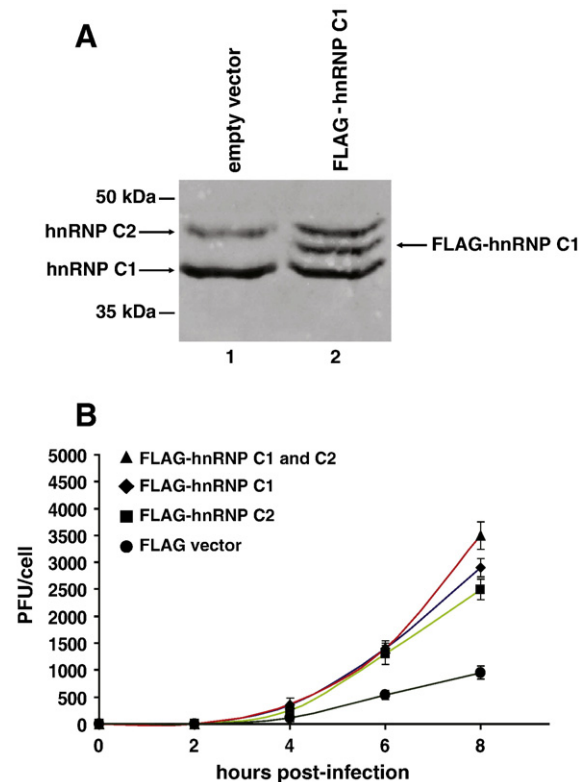 A
empty vector
FLAG-hnRNP C1
50 kDa
hnRNP C2
FLAG-hnRNP C1
hnRNP C1
35 kDa
1 2
B
FLAG-hnRNP C1 and C2
FLAG-hnRNP C1
FLAG-hnRNP C2
FLAG vector
PFU/cell
5000
4500
4000
3500
3000
2500
2000
1500
1000
500
0
0 2 4 6 8
hours post-infection